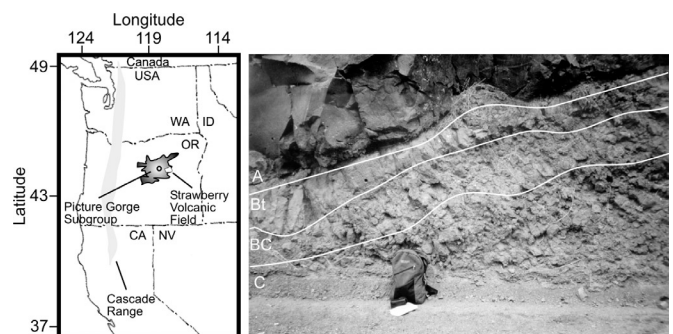 Longitude
124 119 114
49
Canada
USA
WA
ID
OR
Latitude
43
Picture Gorge
Subgroup
Strawberry
Volcanic
Field
CA
NV
Cascade
Range
37
A
Bt
BC
C